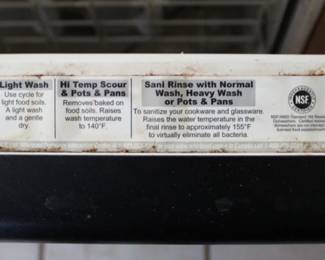 Light Wash
Use cycle for
light food soils.
A light wash
and a gentle
dry.
Hi Temp Scour
& Pots & Pans
Removes baked on
food soils. Raises
wash temperature
to 140°F.
Sani Rinse with Normal
Wash, Heavy Wash
or Pots & Pans
To sanitize your cookware and glassware.
Raises the water temperature in the
final rinse to approximately 155°F
to virtually eliminate all bacteria.
NSF